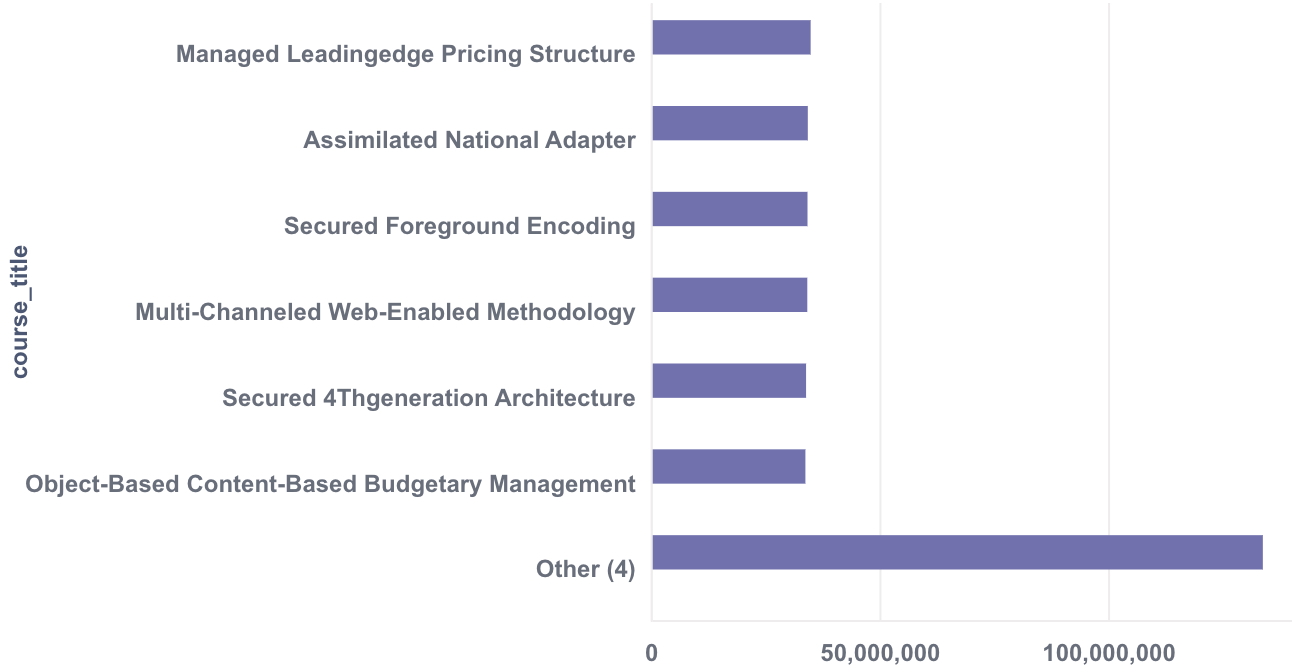 course_title
Managed Leadingedge Pricing Structure
Assimilated National Adapter
Secured Foreground Encoding
Multi-Channeled Web-Enabled Methodology
Secured 4Thgeneration Architecture
Object-Based Content-Based Budgetary Management
Other (4)
0 50,000,000 100,000,000